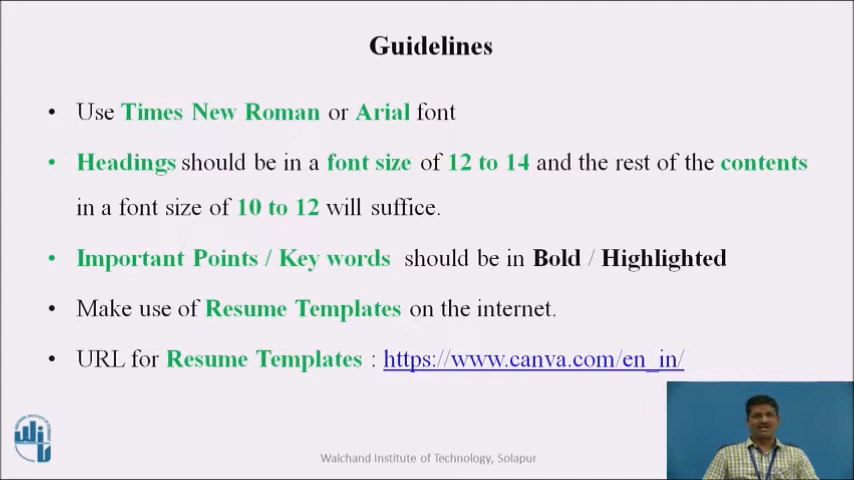 Guidelines
• Use Times New Roman or Arial font
• Headings should be in a font size of 12 to 14 and the rest of the contents
in a font size of 10 to 12 will suffice.
• Important Points / Key words should be in Bold / Highlighted
• Make use of Resume Templates on the internet.
• URL for Resume Templates : https://www.canva.com/en_in/
Walchand Institute of Technology, Solapur